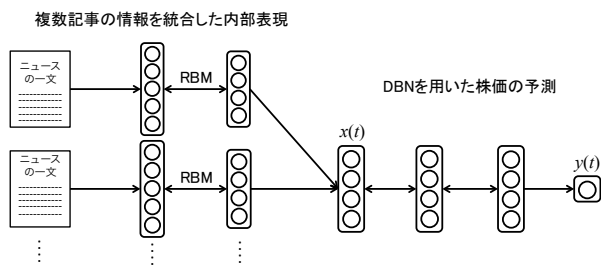 複数記事の情報を統合した内部表現
ニュース
の一文
RBM
DBNを用いた株価の予測
x(t)
y(t)
ニュース
の一文
RBM